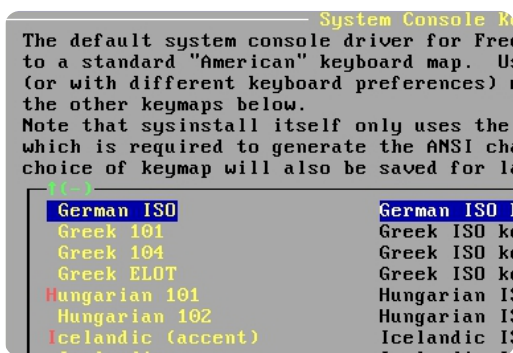 System Console
The default system console driver for
to a standard "American" keyboard map.
(or with different keyboard preferences)
the other keymaps below.
Note that sysinstall itself only uses the
which is required to generate the ANSI
choice of keymap will also be saved for
↑(-)
German ISO German ISO
Greek 101 Greek ISO
Greek 104 Greek ISO
Greek ELOT Greek ISO
Hungarian 101 Hungarian
Hungarian 102 Hungarian
Icelandic (accent) Icelandic